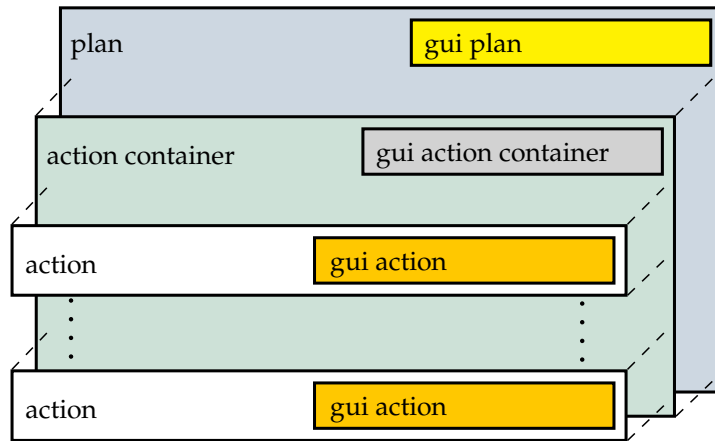 plan
gui plan
action container
gui action container
action
gui action
action
gui action